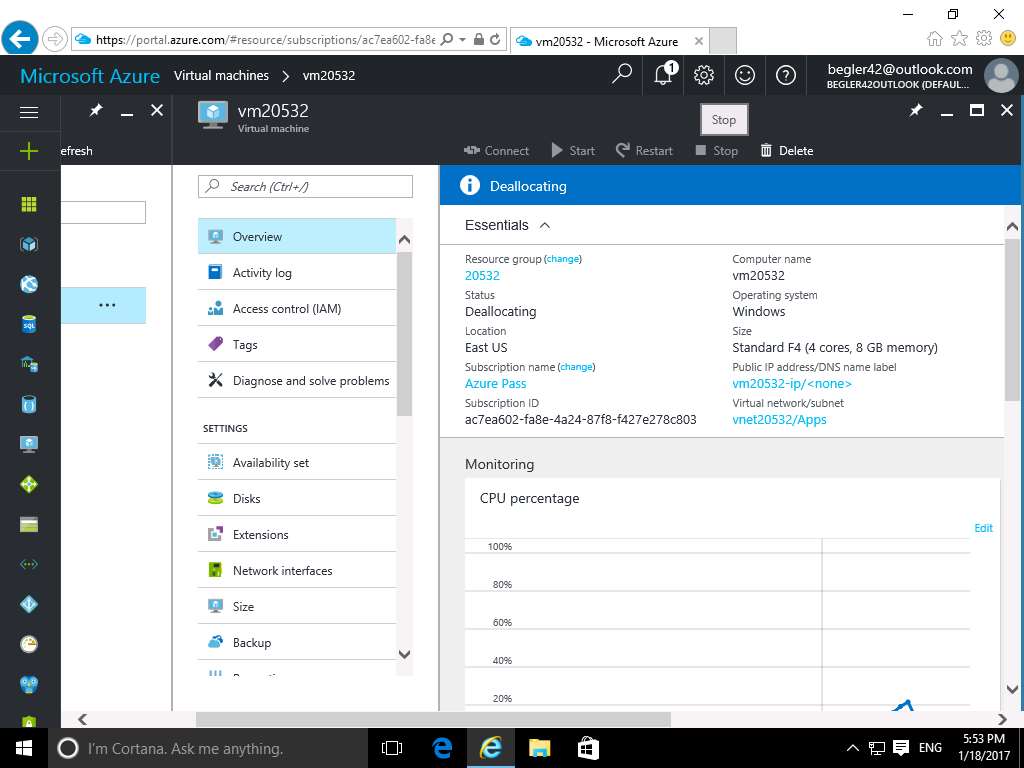 https://portal.azure.com/#resource/subscriptions/ac7ea602-fa8e
vm20532 - Microsoft Azure
Microsoft Azure
Virtual machines > vm20532
1
begler42@outlook.com
BEGLER42OUTLOOK (DEFAUL...
vm20532
Virtual machine
Stop
efresh
Connect
Start
Restart
Stop
Delete
Search (Ctrl+/)
Deallocating
Overview
Activity log
Access control (IAM)
Tags
Diagnose and solve problems
SETTINGS
Availability set
Disks
Extensions
Network interfaces
Size
Backup
SQL
...
Essentials
Resource group (change)
20532
Status
Deallocating
Location
East US
Subscription name (change)
Azure Pass
Subscription ID
ac7ea602-fa8e-4a24-87f8-f427e278c803
Computer name
vm20532
Operating system
Windows
Size
Standard F4 (4 cores, 8 GB memory)
Public IP address/DNS name label
vm20532-ip/<none>
Virtual network/subnet
vnet20532/Apps
Monitoring
CPU percentage
Edit
100%
80%
60%
40%
20%
I'm Cortana. Ask me anything.
ENG
5:53 PM
1/18/2017